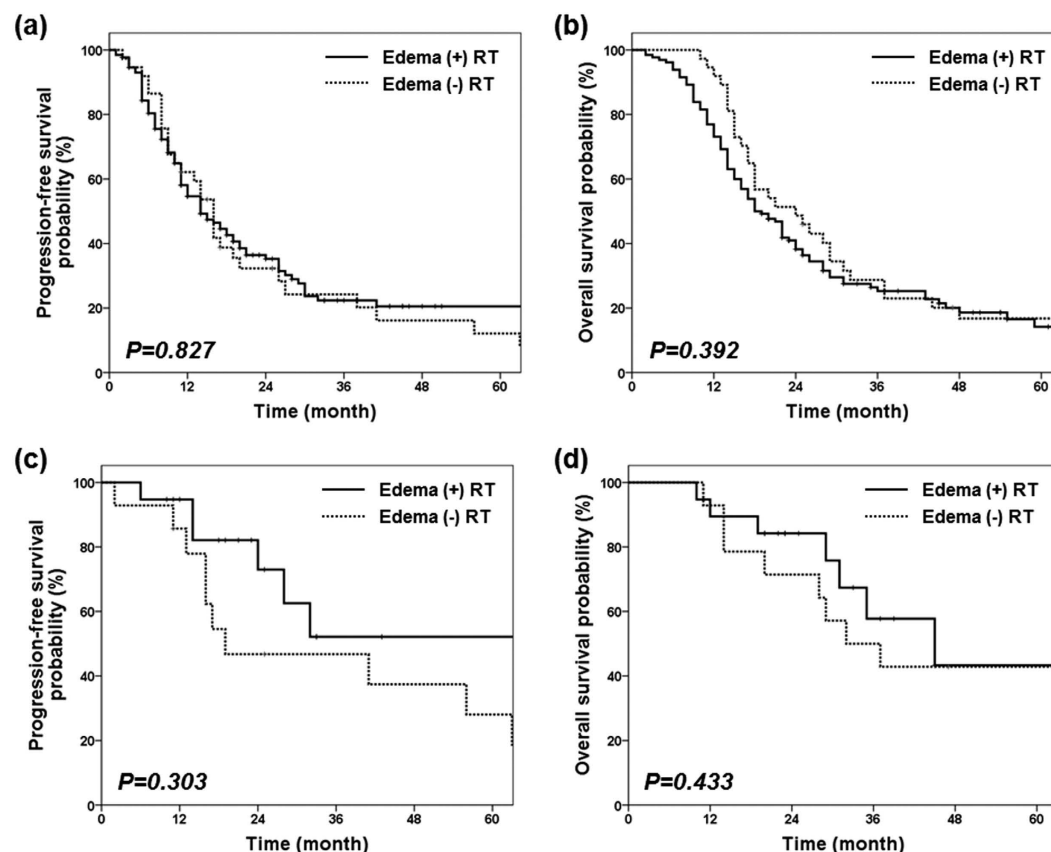 (a)
Progression-free survival
probability (%)
100
80
60
40
20
0
Edema (+) RT
Edema (-) RT
P=0.827
0 12 24 36 48 60
Time (month)
(b)
Overall survival probability (%)
100
80
60
40
20
0
Edema (+) RT
Edema (-) RT
P=0.392
0 12 24 36 48 60
Time (month)
(c)
Progression-free survival
probability (%)
100
80
60
40
20
0
Edema (+) RT
Edema (-) RT
P=0.303
0 12 24 36 48 60
Time (month)
(d)
Overall survival probability (%)
100
80
60
40
20
0
Edema (+) RT
Edema (-) RT
P=0.433
0 12 24 36 48 60
Time (month)